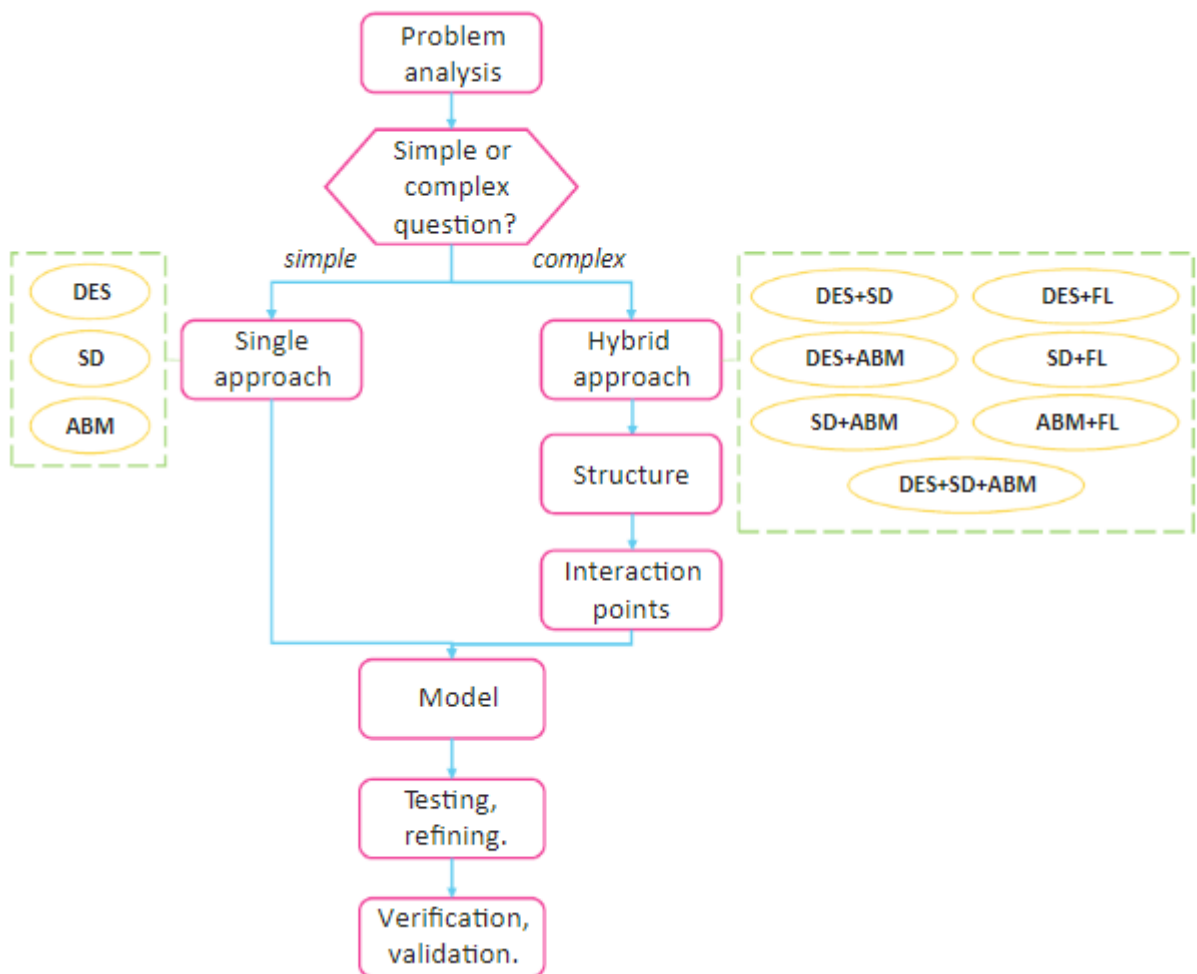 Problem
analysis
Simple or
complex
question?
simple
complex
DES
SD
ABM
Single
approach
Hybrid
approach
DES+SD
DES+FL
DES+ABM
SD+FL
SD+ABM
ABM+FL
DES+SD+ABM
Structure
Interaction
points
Model
Testing,
refining.
Verification,
validation.